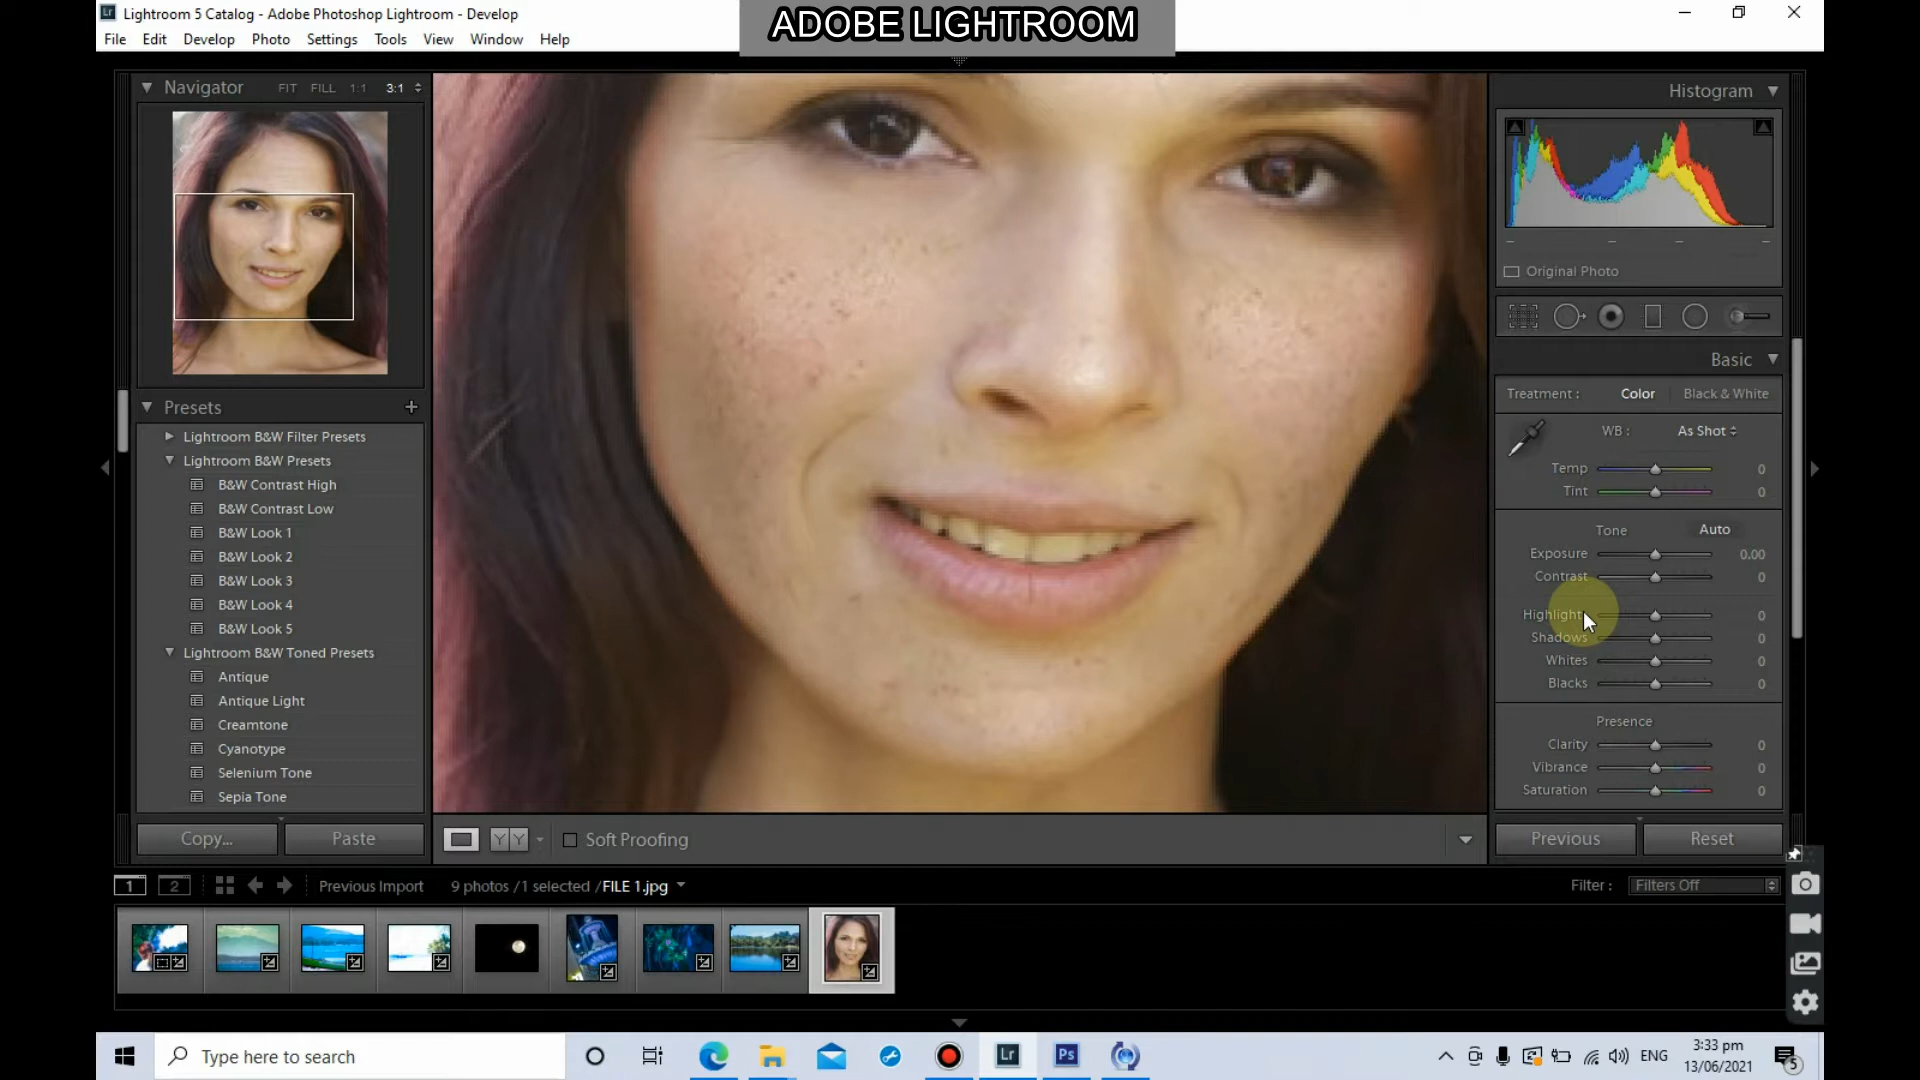 Lightroom 5 Catalog - Adobe Photoshop Lightroom - Develop
ADOBE LIGHTROOM
File Edit Develop Photo Settings Tools View Window Help
Navigator FIT FILL 1:1 3:1
Histogram
Original Photo
Basic
Treatment : Color Black & White
WB : As Shot
Temp 0
Tint 0
Tone Auto
Exposure 0.00
Contrast 0
Highlights 0
Shadows 0
Whites 0
Blacks 0
Presence
Clarity 0
Vibrance 0
Saturation 0
Presets +
Lightroom B&W Filter Presets
Lightroom B&W Presets
B&W Contrast High
B&W Contrast Low
B&W Look 1
B&W Look 2
B&W Look 3
B&W Look 4
B&W Look 5
Lightroom B&W Toned Presets
Antique
Antique Light
Creamtone
Cyanotype
Selenium Tone
Sepia Tone
Copy... Paste
Y Y Soft Proofing
Previous Reset
1 2 Previous Import 9 photos /1 selected /FILE 1.jpg
Filter : Filters Off
Type here to search
Lr Ps
ENG
3:33 pm
13/06/2021
5